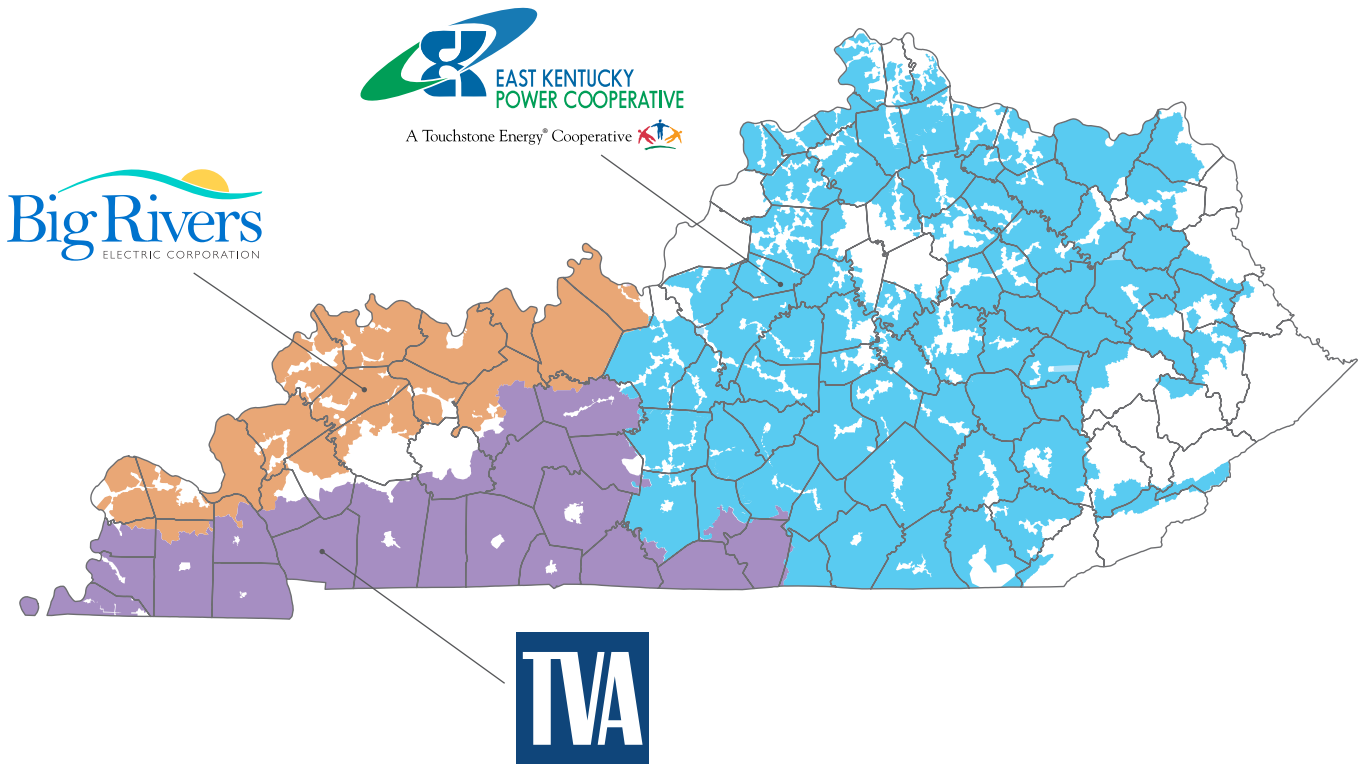 EAST KENTUCKY
POWER COOPERATIVE
A Touchstone Energy® Cooperative
Big Rivers
ELECTRIC CORPORATION
TVA